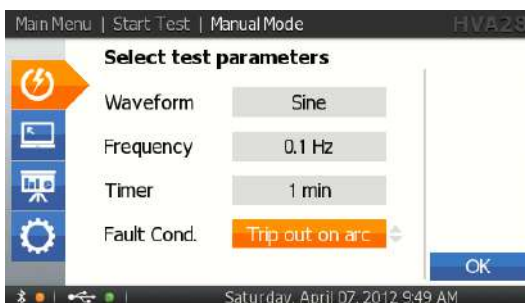 Main Menu | Start Test | Manual Mode HVA28
Select test parameters
Waveform Sine
Frequency 0.1 Hz
Timer 1 min
Fault Cond. Trip out on arc
OK
Saturday, April 07, 2012 9:49 AM